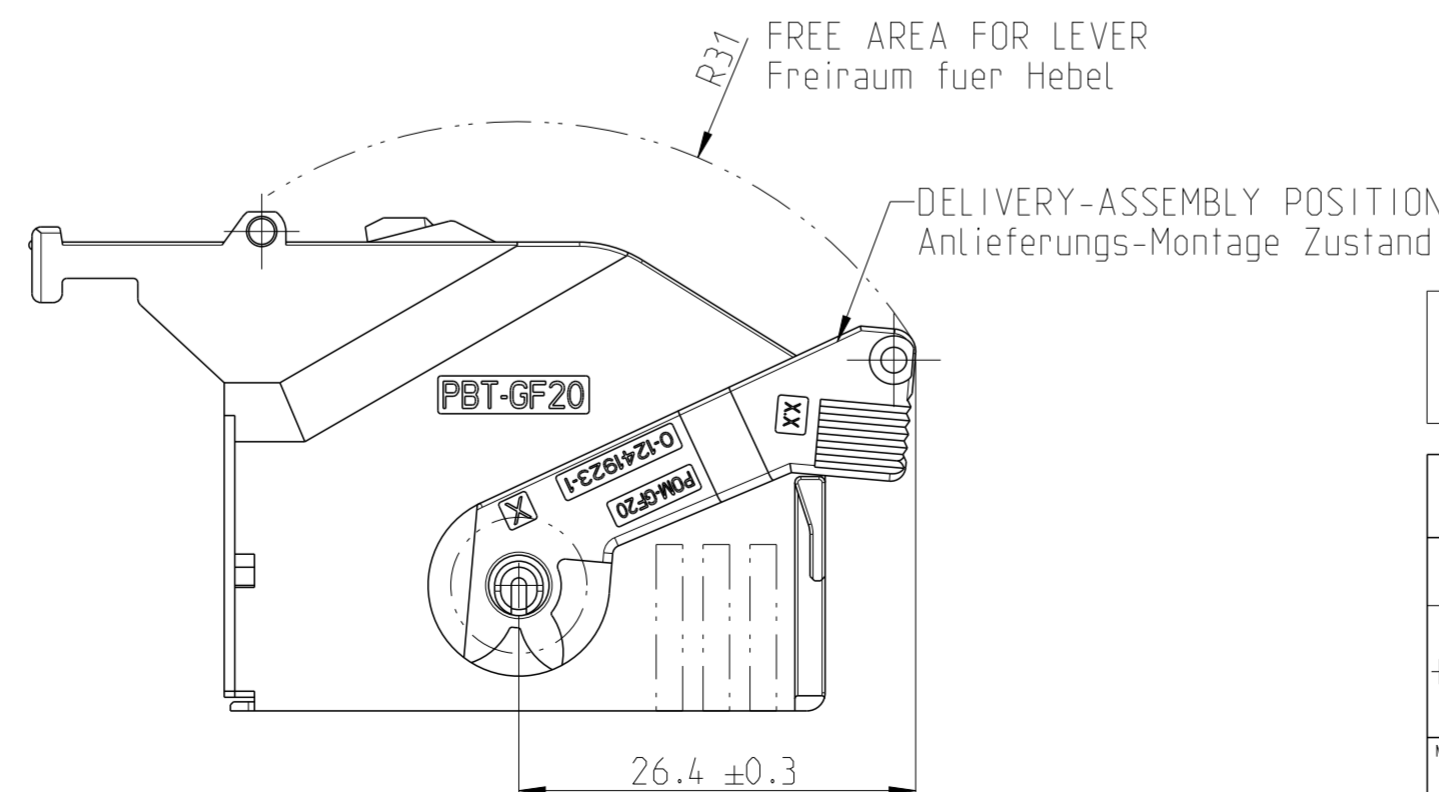 R31
FREE AREA FOR LEVER
Freiraum fuer Hebel
DELIVERY-ASSEMBLY POSITION
Anlieferungs-Montage Zustand
PBT-GF20
X.X
0-1241923-1
POM-GF20
X
26.4 ±0.3